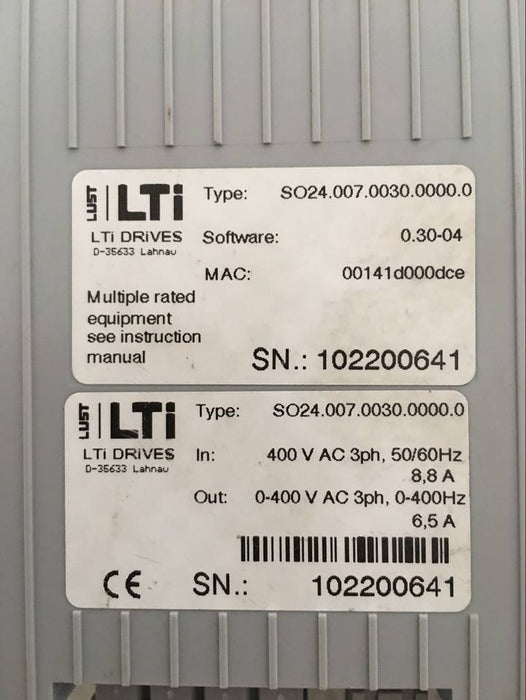 LUST LTi Type: SO24.007.0030.0000.0
LTi DRiVES Software: 0.30-04
D-35633 Lahnau
MAC: 00141d000dce
Multiple rated
equipment
see instruction
manual SN.: 102200641
LUST LTi Type: SO24.007.0030.0000.0
LTi DRiVES In: 400 V AC 3ph, 50/60Hz
D-35633 Lahnau
8,8 A
Out: 0-400 V AC 3ph, 0-400Hz
6,5 A
CE SN.: 102200641